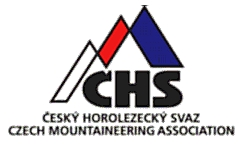 ČHS
ČESKÝ HOROLEZECKÝ SVAZ
CZECH MOUNTAINEERING ASSOCIATION